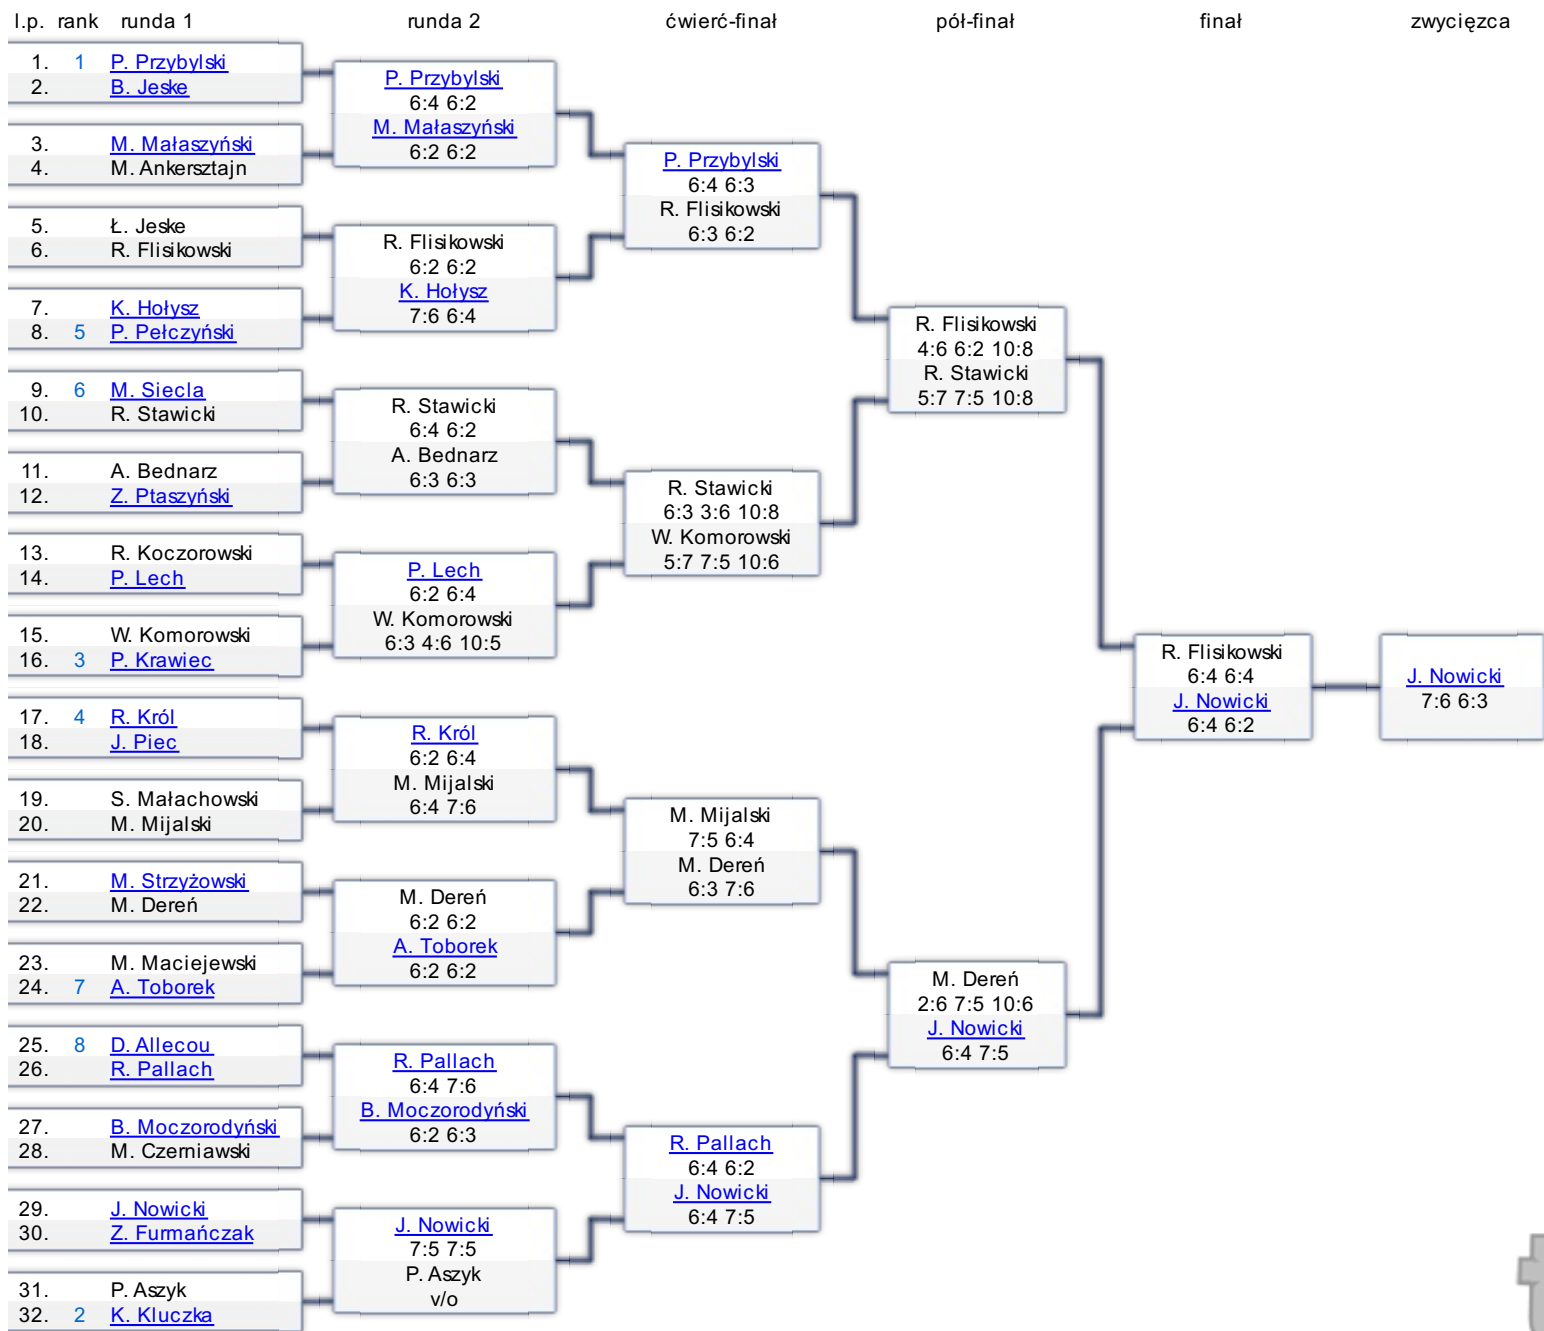 l.p. rank runda 1 runda 2 ćwierć-finał pół-finał finał zwycięzca
1. 1 P. Przybylski
2. B. Jeske
3. M. Małaszyński
4. M. Ankersztajn
5. Ł. Jeske
6. R. Flisikowski
7. K. Hołysz
8. 5 P. Pełczyński
9. 6 M. Siecla
10. R. Stawicki
11. A. Bednarz
12. Z. Ptaszyński
13. R. Koczorowski
14. P. Lech
15. W. Komorowski
16. 3 P. Krawiec
17. 4 R. Król
18. J. Piec
19. S. Małachowski
20. M. Mijalski
21. M. Strzyżowski
22. M. Dereń
23. M. Maciejewski
24. 7 A. Toborek
25. 8 D. Allecou
26. R. Pallach
27. B. Moczorodyński
28. M. Czerniawski
29. J. Nowicki
30. Z. Furmańczak
31. P. Aszyk
32. 2 K. Kluczka
P. Przybylski
6:4 6:2
M. Małaszyński
6:2 6:2
R. Flisikowski
6:2 6:2
K. Hołysz
7:6 6:4
R. Stawicki
6:4 6:2
A. Bednarz
6:3 6:3
P. Lech
6:2 6:4
W. Komorowski
6:3 4:6 10:5
R. Król
6:2 6:4
M. Mijalski
6:4 7:6
M. Dereń
6:2 6:2
A. Toborek
6:2 6:2
R. Pallach
6:4 7:6
B. Moczorodyński
6:2 6:3
J. Nowicki
7:5 7:5
P. Aszyk
v/o
P. Przybylski
6:4 6:3
R. Flisikowski
6:3 6:2
R. Stawicki
6:3 3:6 10:8
W. Komorowski
5:7 7:5 10:6
M. Mijalski
7:5 6:4
M. Dereń
6:3 7:6
R. Pallach
6:4 6:2
J. Nowicki
6:4 7:5
R. Flisikowski
4:6 6:2 10:8
R. Stawicki
5:7 7:5 10:8
M. Dereń
2:6 7:5 10:6
J. Nowicki
6:4 7:5
R. Flisikowski
6:4 6:4
J. Nowicki
6:4 6:2
J. Nowicki
7:6 6:3